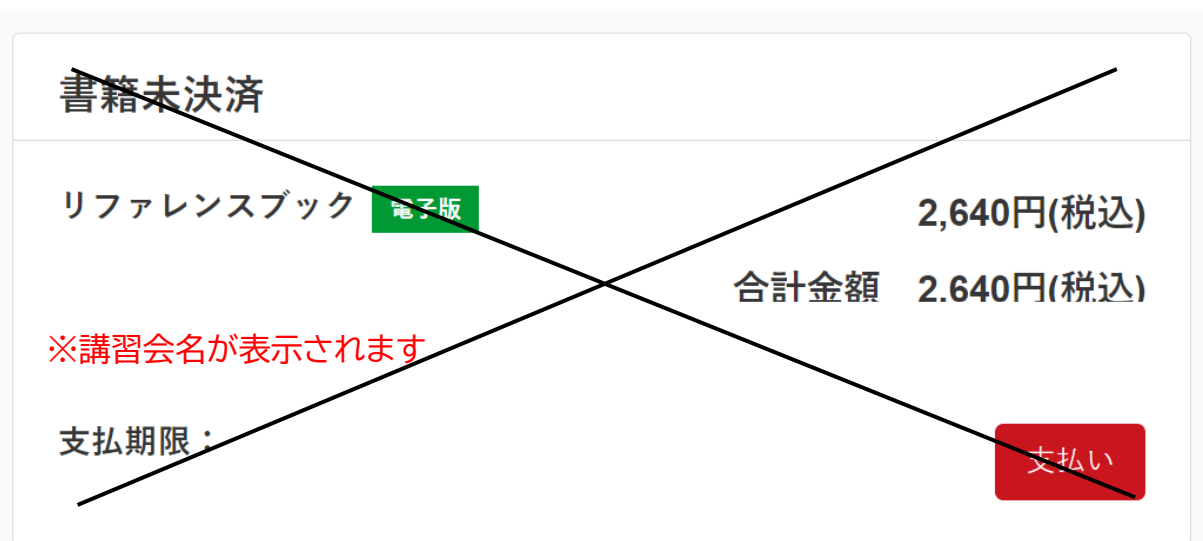 書籍未決済
リファレンスブック 電子版 2,640円(税込)
合計金額 2,640円(税込)
※講習会名が表示されます
支払期限：
支払い